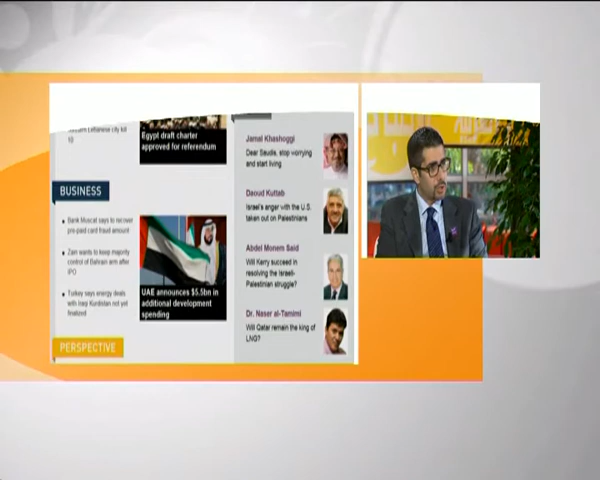 10
Egypt draft charter
approved for referendum
BUSINESS
Bank Muscat says to recover
pre-paid card fraud amount
Zain wants to keep majority
control of Bahrain arm after
IPO
Turkey says energy deals
with Iraqi Kurdistan not yet
finalized
UAE announces $5.5bn in
additional development
spending
PERSPECTIVE
Jamal Khashoggi
Dear Saudis, stop worrying
and start living
Daoud Kuttab
Israel's anger with the U.S.
taken out on Palestinians
Abdel Monem Said
Will Kerry succeed in
resolving the Israeli-
Palestinian struggle?
Dr. Naser al-Tamimi
Will Qatar remain the king of
LNG?